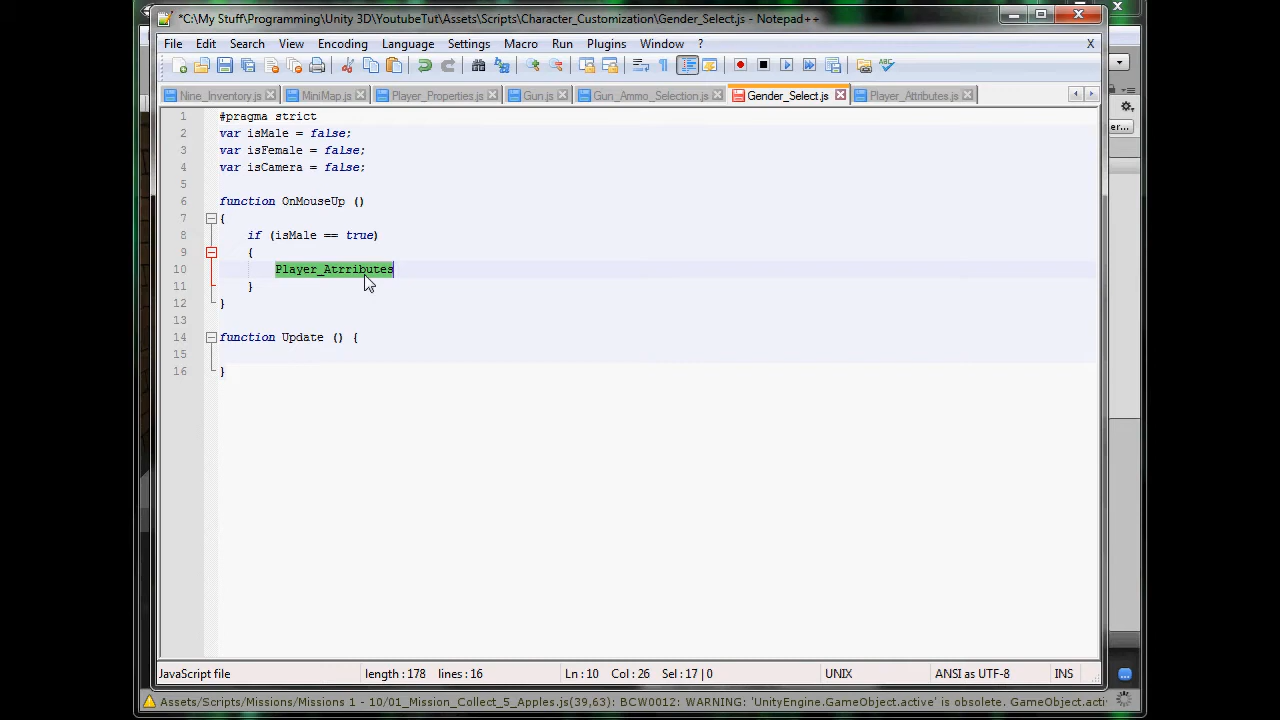 *C:\My Stuff\Programming\Unity 3D\YoutubeTut\Assets\Scripts\Character_Customization\Gender_Select.js - Notepad++
File Edit Search View Encoding Language Settings Macro Run Plugins Window ? X
Nine_Inventory.js MiniMap.js Player_Properties.js Gun.js Gun_Ammo_Selection.js Gender_Select.js Player_Attributes.js
er...
1 #pragma strict
2 var isMale = false;
3 var isFemale = false;
4 var isCamera = false;
5
6 function OnMouseUp ()
7 {
8 if (isMale == true)
9 {
10 Player_Atrributes
11 }
12 }
13
14 function Update () {
15
16 }
JavaScript file length : 178 lines : 16 Ln : 10 Col : 26 Sel : 17 | 0 UNIX ANSI as UTF-8 INS
Assets/Scripts/Missions/Missions 1 - 10/01_Mission_Collect_5_Apples.js(39,63): BCW0012: WARNING: 'UnityEngine.GameObject.active' is obsolete. GameObject.acti